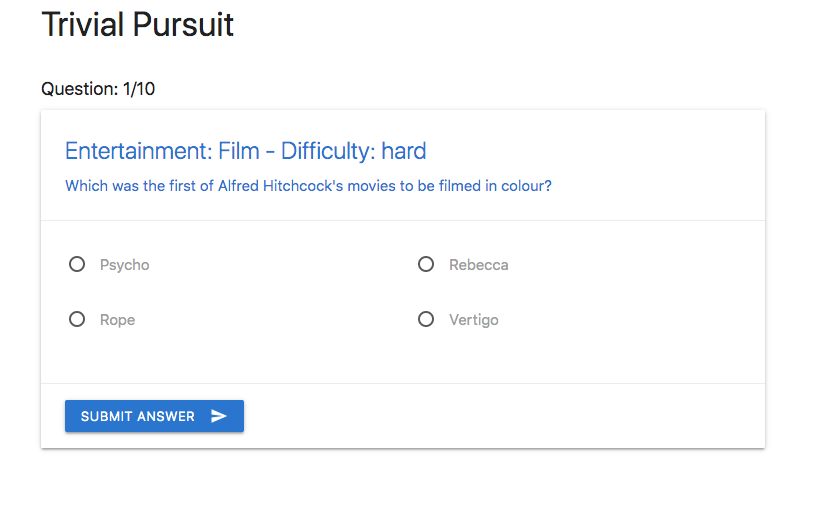 Trivial Pursuit
Question: 1/10
Entertainment: Film - Difficulty: hard
Which was the first of Alfred Hitchcock's movies to be filmed in colour?
Psycho
Rebecca
Rope
Vertigo
SUBMIT ANSWER